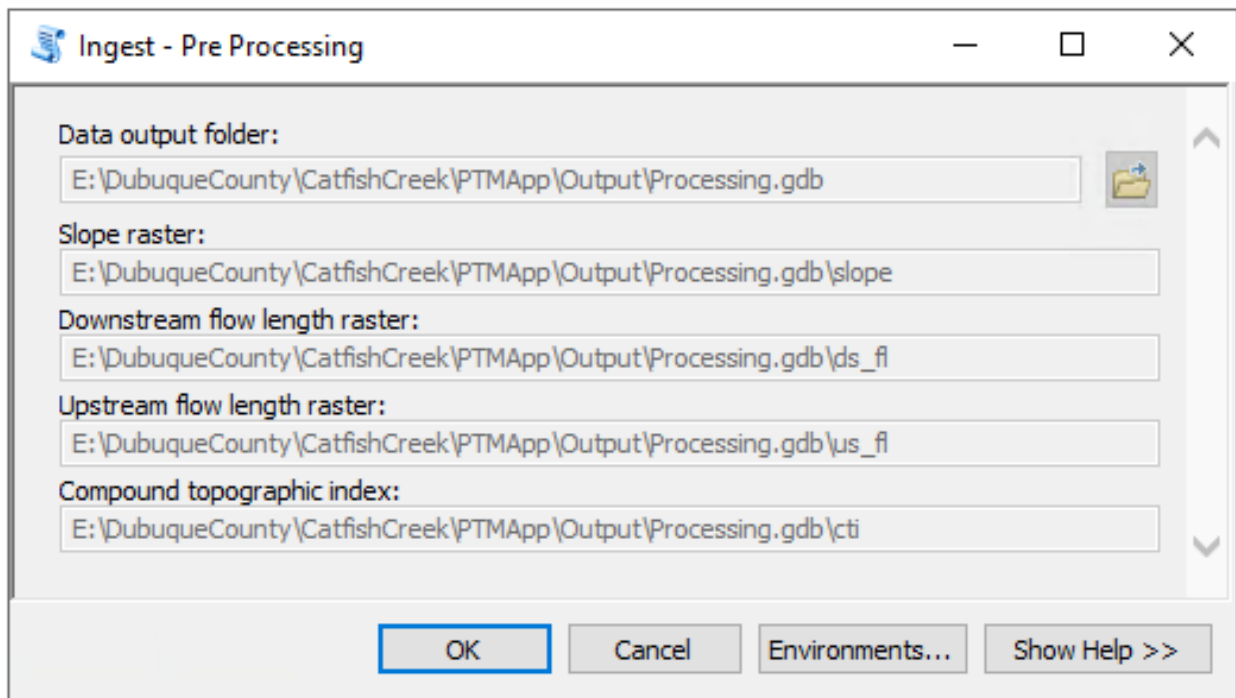 Ingest - Pre Processing
Data output folder:
E:\DubuqueCounty\CatfishCreek\PTMApp\Output\Processing.gdb
Slope raster:
E:\DubuqueCounty\CatfishCreek\PTMApp\Output\Processing.gdb\slope
Downstream flow length raster:
E:\DubuqueCounty\CatfishCreek\PTMApp\Output\Processing.gdb\ds_fl
Upstream flow length raster:
E:\DubuqueCounty\CatfishCreek\PTMApp\Output\Processing.gdb\us_fl
Compound topographic index:
E:\DubuqueCounty\CatfishCreek\PTMApp\Output\Processing.gdb\cti
OK Cancel Environments... Show Help >>